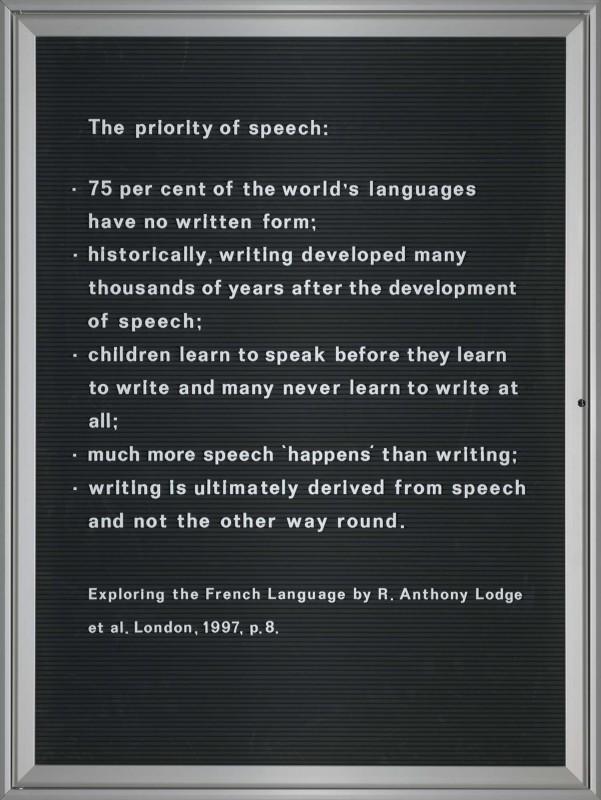 The priority of speech:
· 75 per cent of the world's languages
have no written form;
· historically, writing developed many
thousands of years after the development
of speech;
· children learn to speak before they learn
to write and many never learn to write at
all;
· much more speech `happens´ than writing;
· writing is ultimately derived from speech
and not the other way round.
Exploring the French Language by R. Anthony Lodge
et al. London, 1997, p.8.